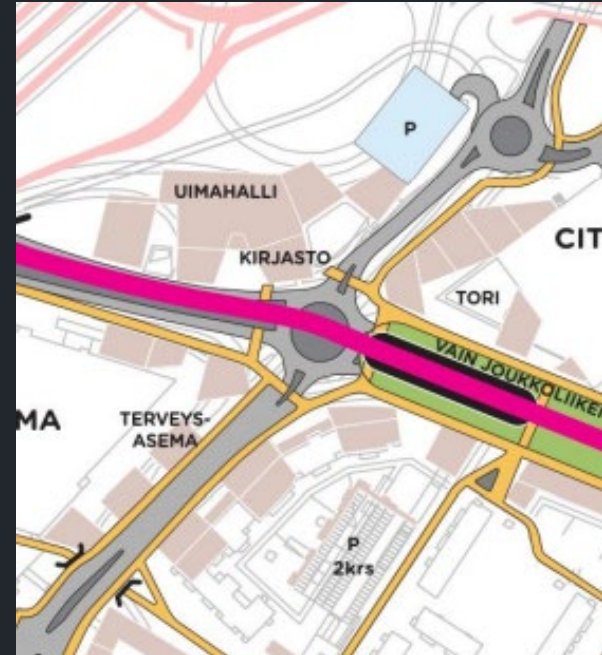 P
UIMAHALLI
KIRJASTO
CIT
TORI
VAIN JOUKKOLIIKE
MA
TERVEYS-
ASEMA
P
2krs